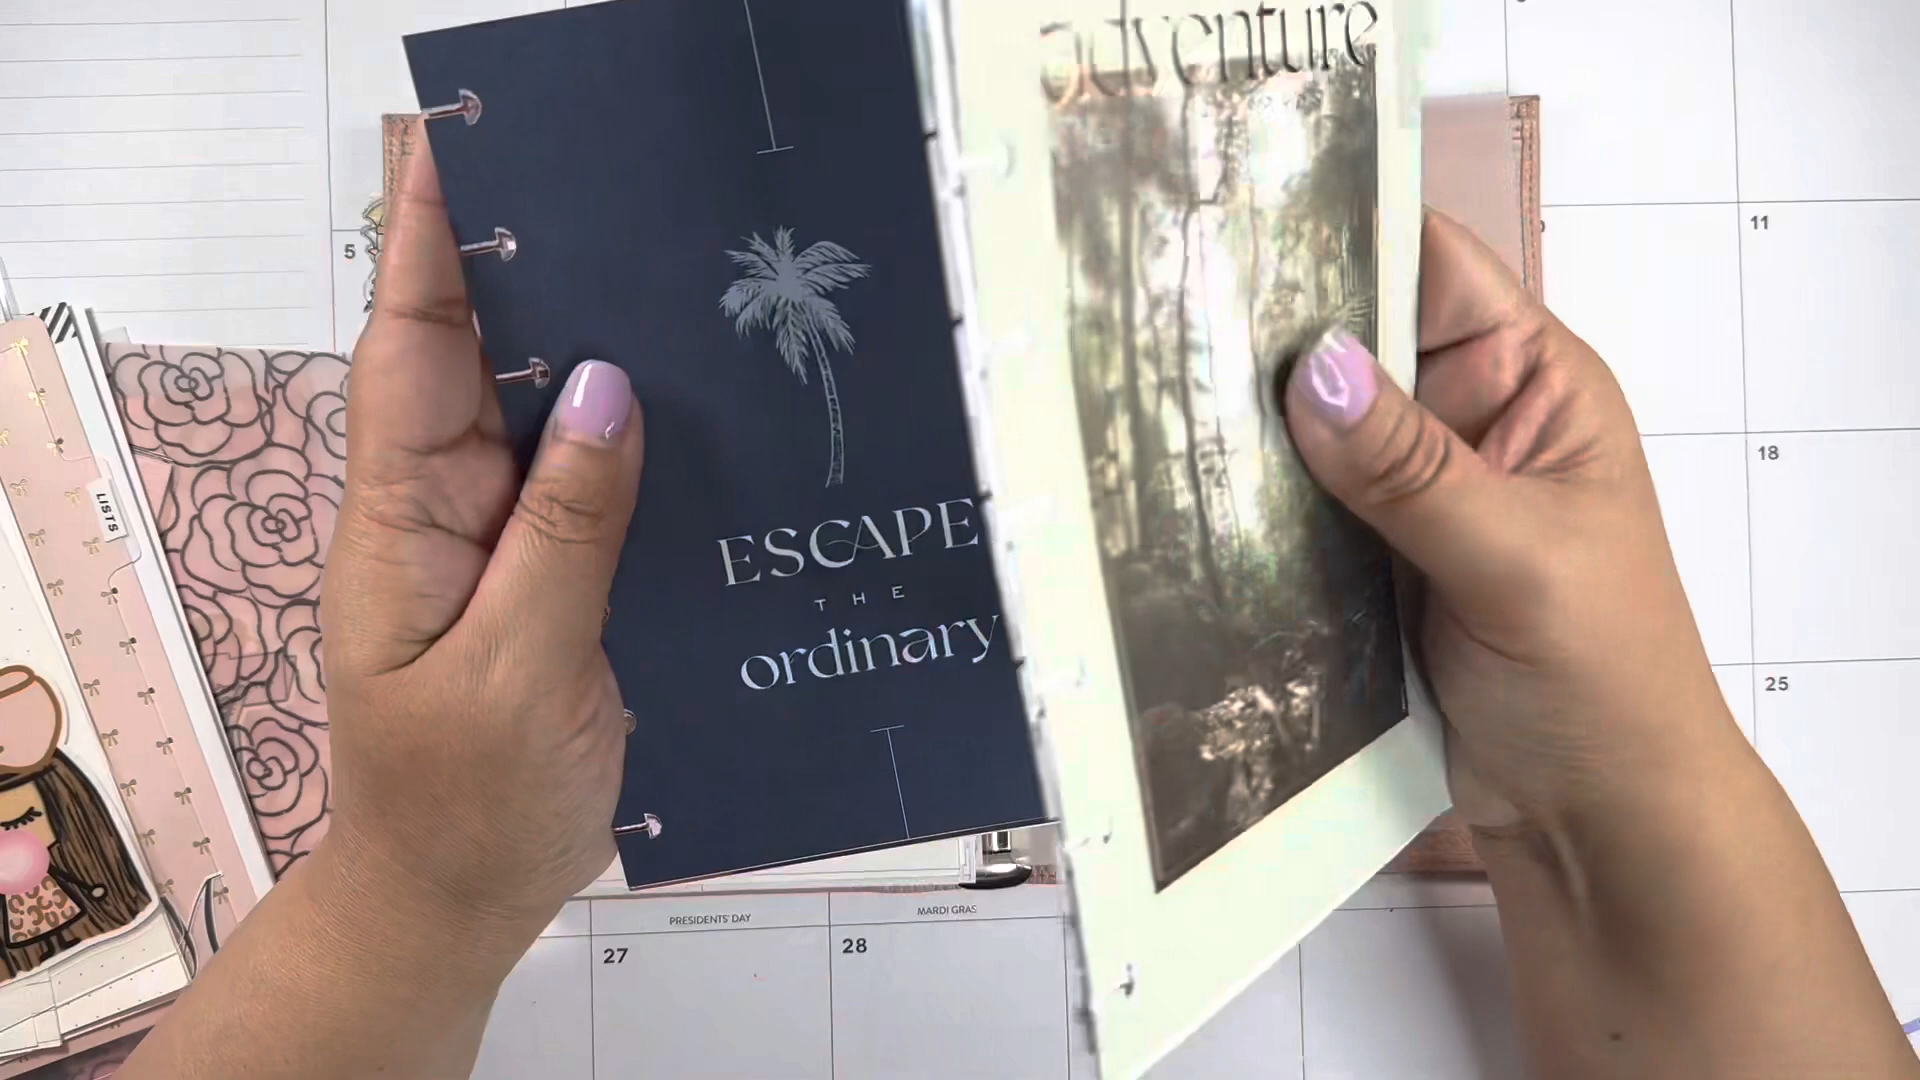 adventure
5
11
LISTS
18
ESCAPE
THE
ordinary
25
PRESIDENTS' DAY
MARDI GRAS
27
28